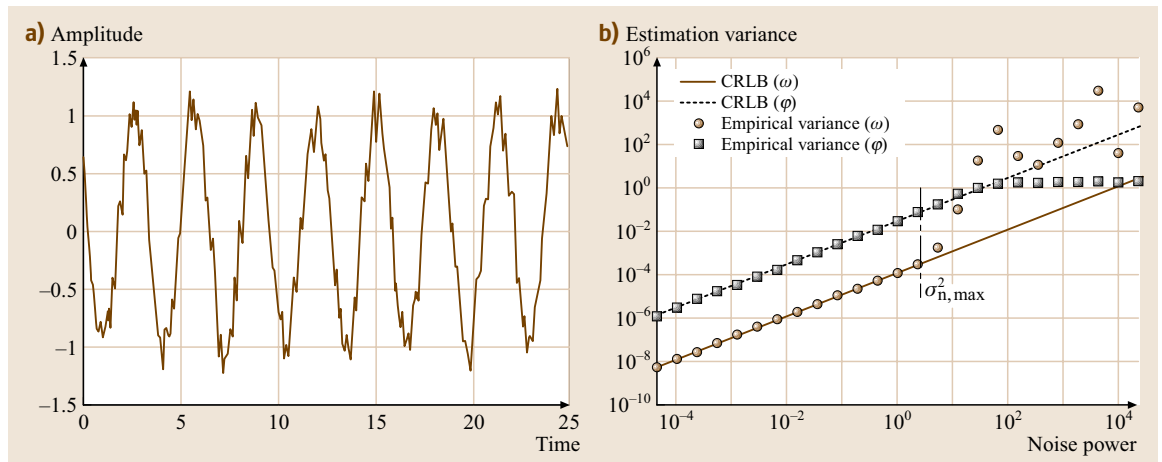 a) Amplitude
1.5
1
0.5
0
–0.5
–1
–1.5
0 5 10 15 20 25
Time
b) Estimation variance
10^6
10^4
10^2
10^0
10^–2
10^–4
10^–6
10^–8
10^–10
CRLB (ω)
CRLB (φ)
Empirical variance (ω)
Empirical variance (φ)
σ²n, max
10^–4 10^–2 10^0 10^2 10^4
Noise power